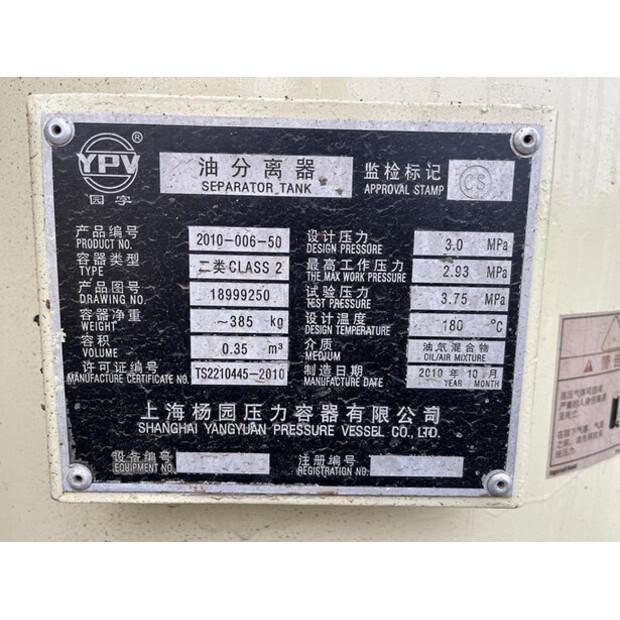 YPV®
园字
油分离器
SEPARATOR TANK
监检标记
APPROVAL STAMP
CS
产品编号 2010-006-50
PRODUCT NO.
容器类型 二类CLASS 2
TYPE
产品图号 18999250
DRAWING NO.
容器净重 ~385 kg
WEIGHT
容积 0.35 m³
VOLUME
许可证编号 TS2210445-2010
MANUFACTURE CERTIFICATE NO.
设计压力 3.0 MPa
DESIGN PRESSURE
最高工作压力 2.93 MPa
THE MAX WORK PRESSURE
试验压力 3.75 MPa
TEST PRESSURE
设计温度 180 °C
DESIGN TEMPERATURE
介质 油氣混合物
MEDIUM OIL/AIR MIXTURE
制造日期 2010 年 10 月
MANUFACTURE DATE YEAR MONTH
上海杨园压力容器有限公司
SHANGHAI YANGYUAN PRESSURE VESSEL CO., LTD.
设备编号
EQUIPMENT NO.
注册编号
REGISTRATION NO.